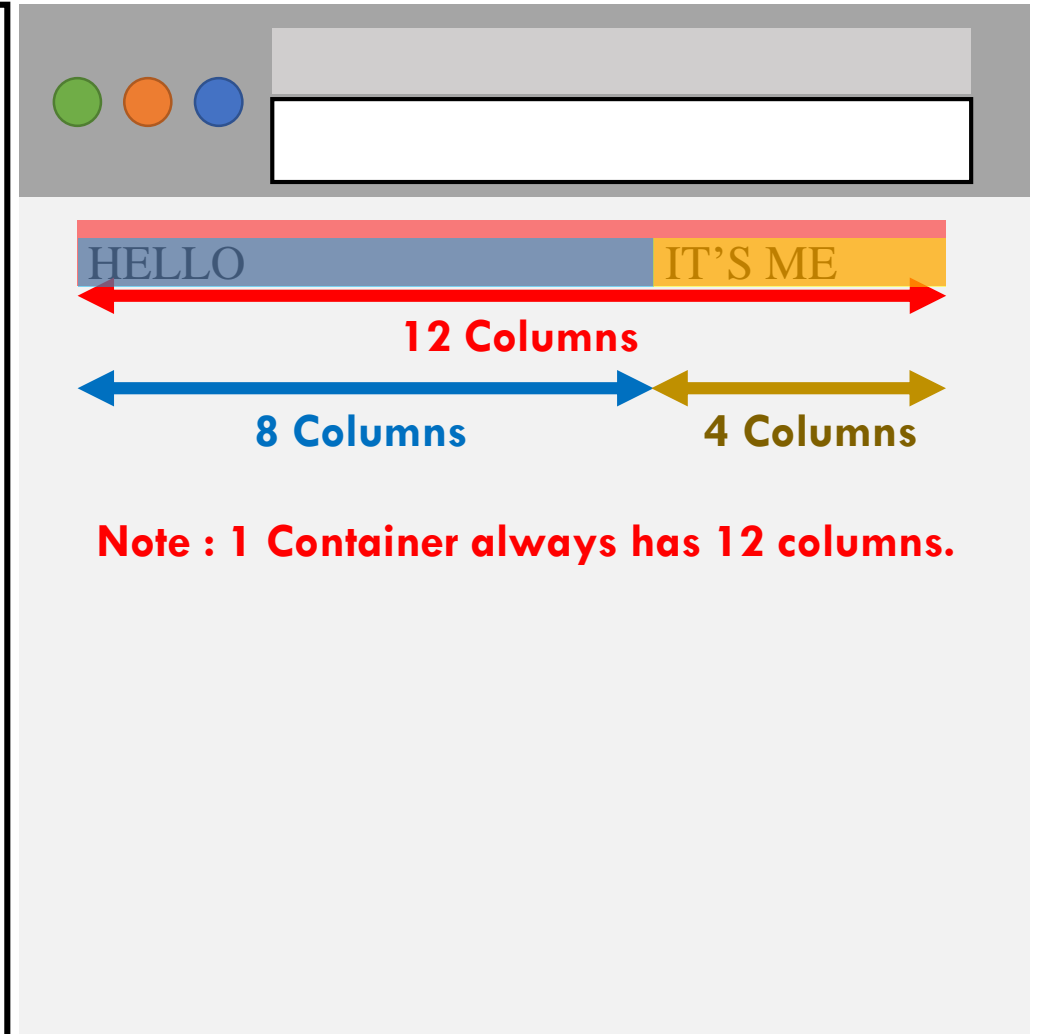 HELLO IT’S ME
12 Columns
8 Columns 4 Columns
Note : 1 Container always has 12 columns.